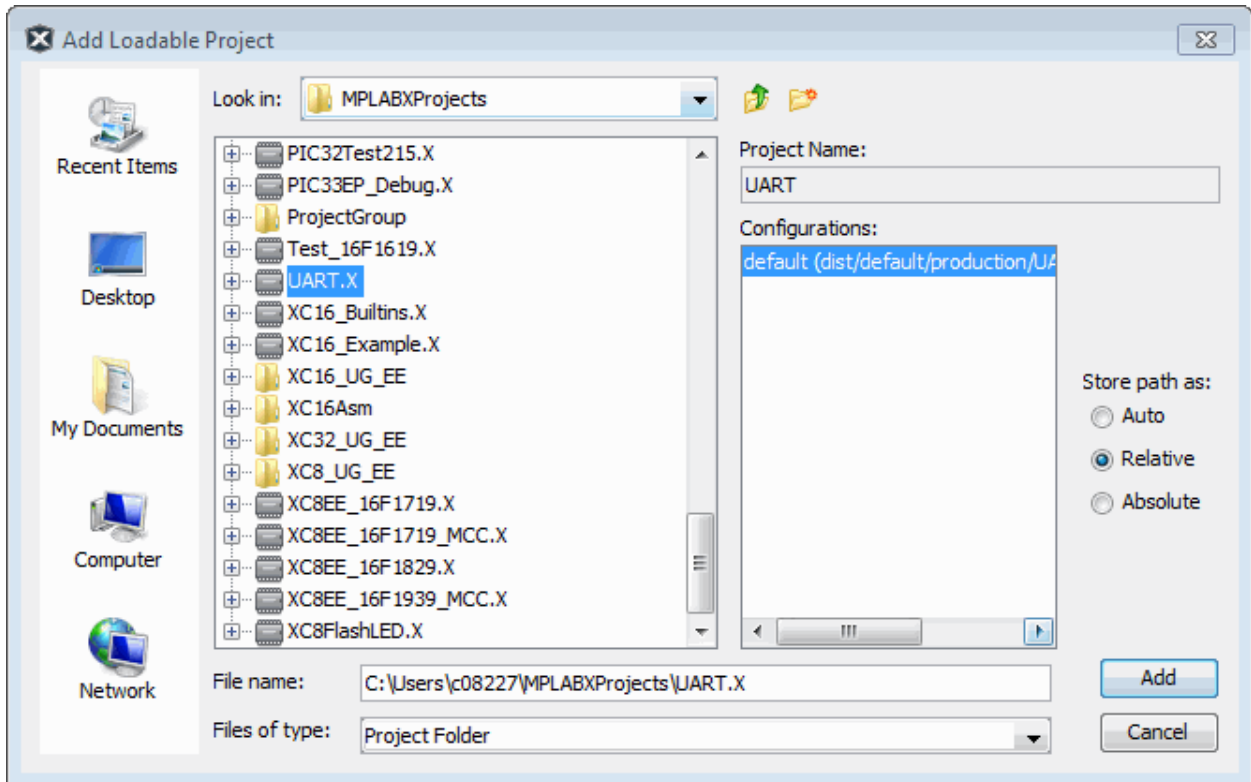 Add Loadable Project
Look in: MPLABXProjects
Recent Items
Desktop
My Documents
Computer
Network
PIC32Test215.X
PIC33EP_Debug.X
ProjectGroup
Test_16F1619.X
UART.X
XC16_Builtins.X
XC16_Example.X
XC16_UG_EE
XC16Asm
XC32_UG_EE
XC8_UG_EE
XC8EE_16F1719.X
XC8EE_16F1719_MCC.X
XC8EE_16F1829.X
XC8EE_16F1939_MCC.X
XC8FlashLED.X
Project Name:
UART
Configurations:
default (dist/default/production/UA
Store path as:
Auto
Relative
Absolute
File name: C:\Users\c08227\MPLABXProjects\UART.X
Files of type: Project Folder
Add
Cancel